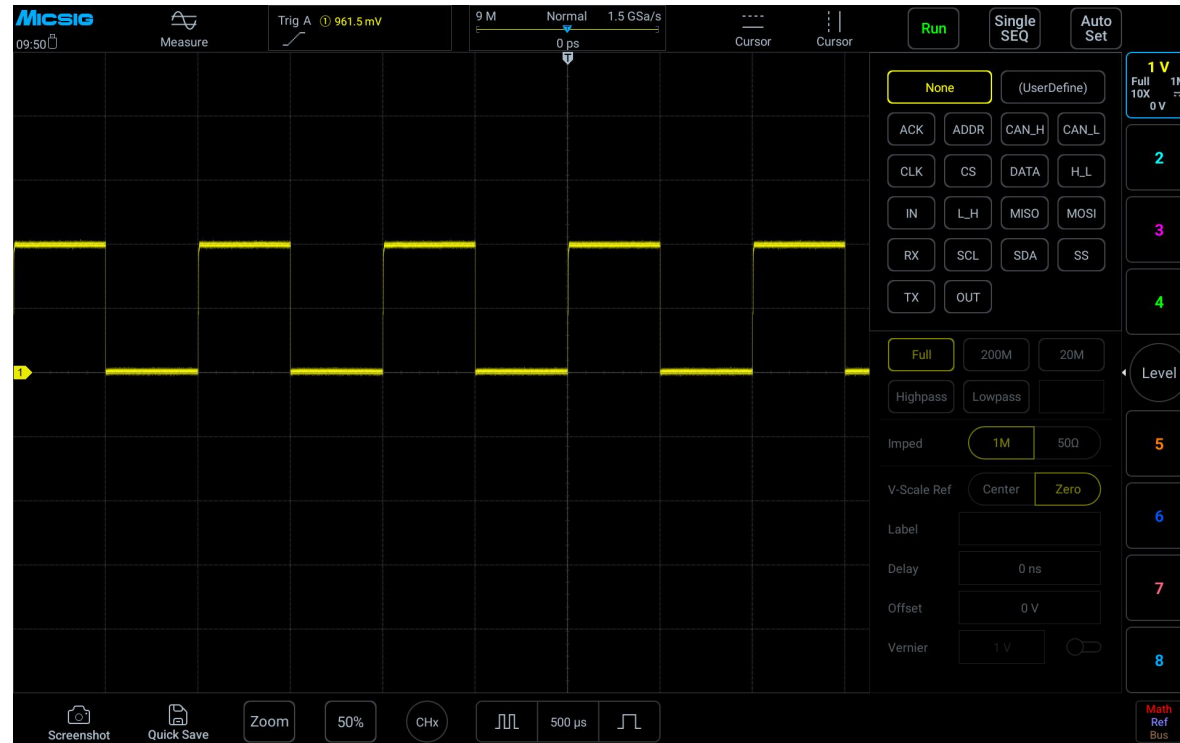 Micsig
09:50
Measure
Trig A ① 961.5 mV
9 M Normal 1.5 GSa/s
0 ps
T
Cursor
Cursor
Run
Single
SEQ
Auto
Set
None
(UserDefine)
ACK ADDR CAN_H CAN_L
CLK CS DATA H_L
IN L_H MISO MOSI
RX SCL SDA SS
TX OUT
Full 200M 20M
Highpass Lowpass
Imped 1M 50Ω
V-Scale Ref Center Zero
Label
Delay 0 ns
Offset 0 V
Vernier 1 V
1 V
Full
10X
0 V
2
3
4
Level
5
6
7
8
1
Screenshot
Quick Save
Zoom
50%
CHx
500 µs
Math
Ref
Bus